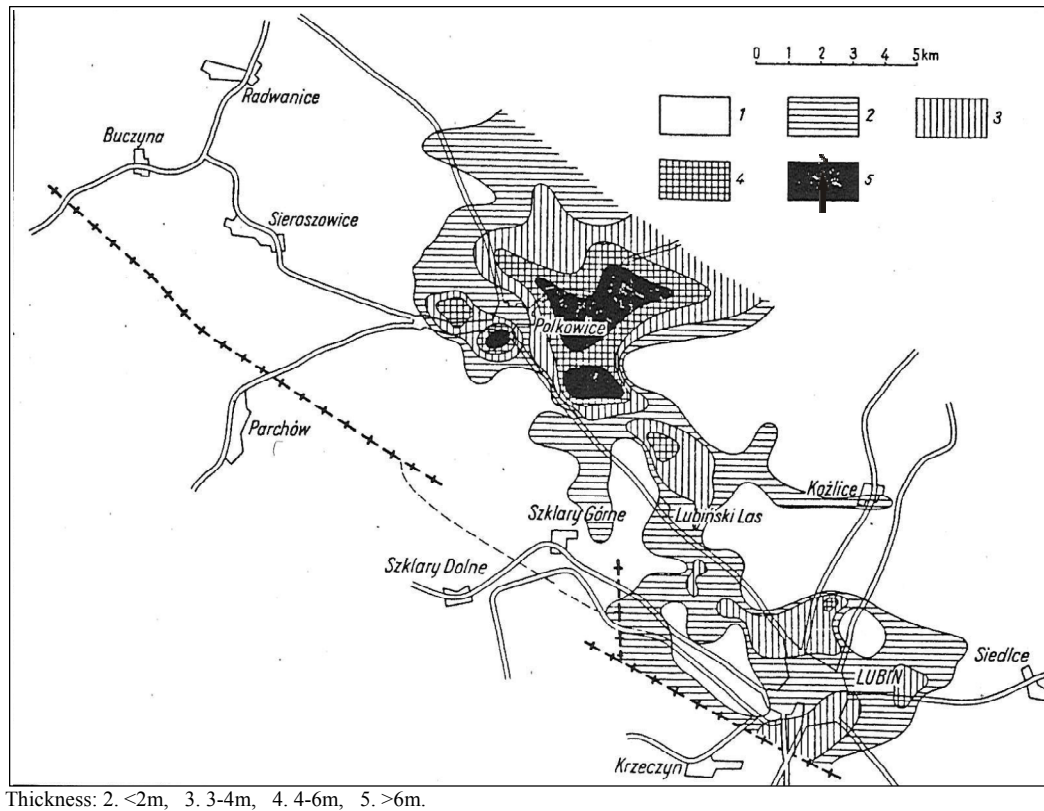 0 1 2 3 4 5km
1 2 3
4 5
Radwanice
Buczyna
Sieroszowice
Polkowice
Parchów
Koźlice
Szklary Górne
Lubiński Las
Szklary Dolne
Siedlce
LUBIN
Krzeczyn
Thickness: 2. <2m, 3. 3-4m, 4. 4-6m, 5. >6m.